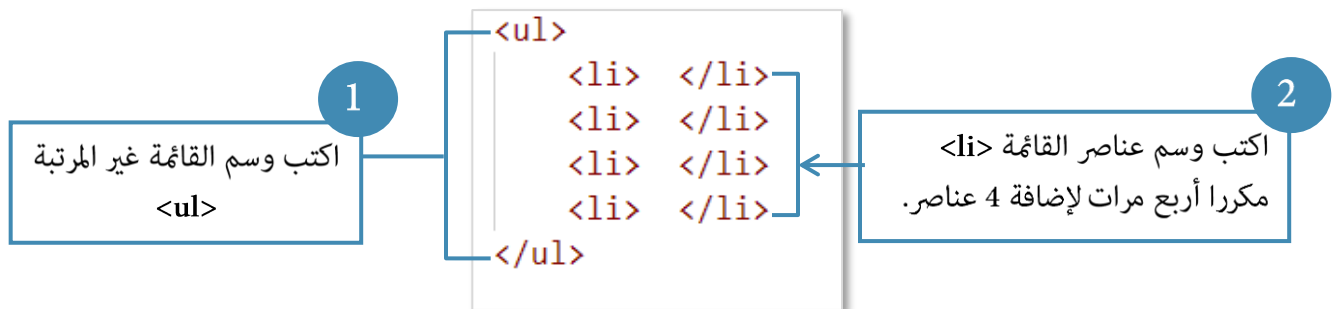 1
اكتب وسم القائمة غير المرتبة
<ul>
<ul>
<li> </li>
<li> </li>
<li> </li>
<li> </li>
</ul>
2
اكتب وسم عناصر القائمة <li>
مكررا أربع مرات لإضافة 4 عناصر.